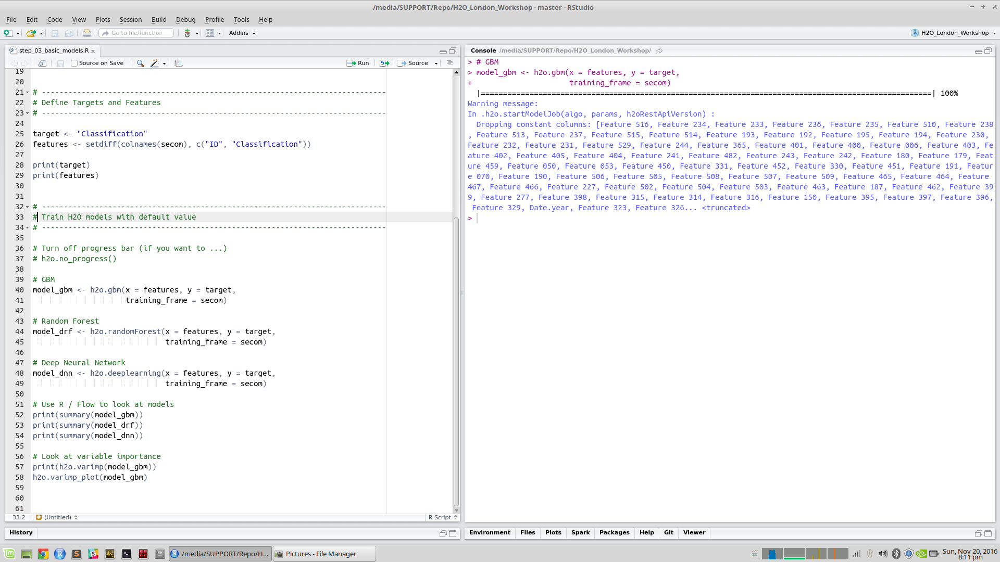 /media/SUPPORT/Repo/H2O_London_Workshop - master - RStudio
File Edit Code View Plots Session Build Debug Profile Tools Help
Go to file/function Addins H2O_London_Workshop
step_03_basic_models.R
Source on Save Run Source
19
20
21 # ------------------------------------------------------------------------------
22 # Define Targets and Features
23 # ------------------------------------------------------------------------------
24
25 target <- "Classification"
26 features <- setdiff(colnames(secom), c("ID", "Classification"))
27
28 print(target)
29 print(features)
30
31
32 # ------------------------------------------------------------------------------
33 # Train H2O models with default value
34 # ------------------------------------------------------------------------------
35
36 # Turn off progress bar (if you want to ...)
37 # h2o.no_progress()
38
39 # GBM
40 model_gbm <- h2o.gbm(x = features, y = target,
41 training_frame = secom)
42
43 # Random Forest
44 model_drf <- h2o.randomForest(x = features, y = target,
45 training_frame = secom)
46
47 # Deep Neural Network
48 model_dnn <- h2o.deeplearning(x = features, y = target,
49 training_frame = secom)
50
51 # Use R / Flow to look at models
52 print(summary(model_gbm))
53 print(summary(model_drf))
54 print(summary(model_dnn))
55
56 # Look at variable importance
57 print(h2o.varimp(model_gbm))
58 h2o.varimp_plot(model_gbm)
59
60
61
33:2 (Untitled) R Script
History
Console /media/SUPPORT/Repo/H2O_London_Workshop/
> # GBM
> model_gbm <- h2o.gbm(x = features, y = target,
+ training_frame = secom)
|======================================================================================================| 100%
Warning message:
In .h2o.startModelJob(algo, params, h2oRestApiVersion) :
Dropping constant columns: [Feature 516, Feature 234, Feature 233, Feature 236, Feature 235, Feature 510, Feature 238
, Feature 513, Feature 237, Feature 515, Feature 514, Feature 193, Feature 192, Feature 195, Feature 194, Feature 230,
Feature 232, Feature 231, Feature 529, Feature 244, Feature 365, Feature 401, Feature 400, Feature 006, Feature 403, Fe
ature 402, Feature 405, Feature 404, Feature 241, Feature 482, Feature 243, Feature 242, Feature 180, Feature 179, Feat
ure 459, Feature 050, Feature 053, Feature 450, Feature 331, Feature 452, Feature 330, Feature 451, Feature 191, Featur
e 070, Feature 190, Feature 506, Feature 505, Feature 508, Feature 507, Feature 509, Feature 465, Feature 464, Feature
467, Feature 466, Feature 227, Feature 502, Feature 504, Feature 503, Feature 463, Feature 187, Feature 462, Feature 39
9, Feature 277, Feature 398, Feature 315, Feature 314, Feature 316, Feature 150, Feature 395, Feature 397, Feature 396,
Feature 329, Date.year, Feature 323, Feature 326... <truncated>
>
Environment Files Plots Spark Packages Help Git Viewer
/media/SUPPORT/Repo/H... Pictures - File Manager
Sun, Nov 20, 2016
8:11 pm